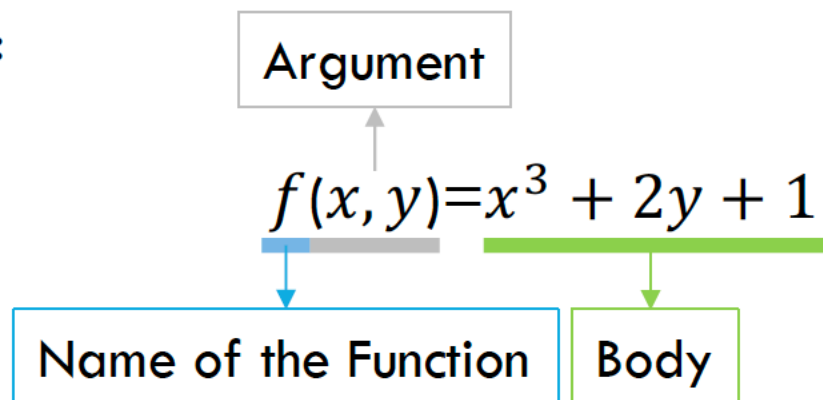 :
Argument
f(x, y)=x³ + 2y + 1
Name of the Function
Body